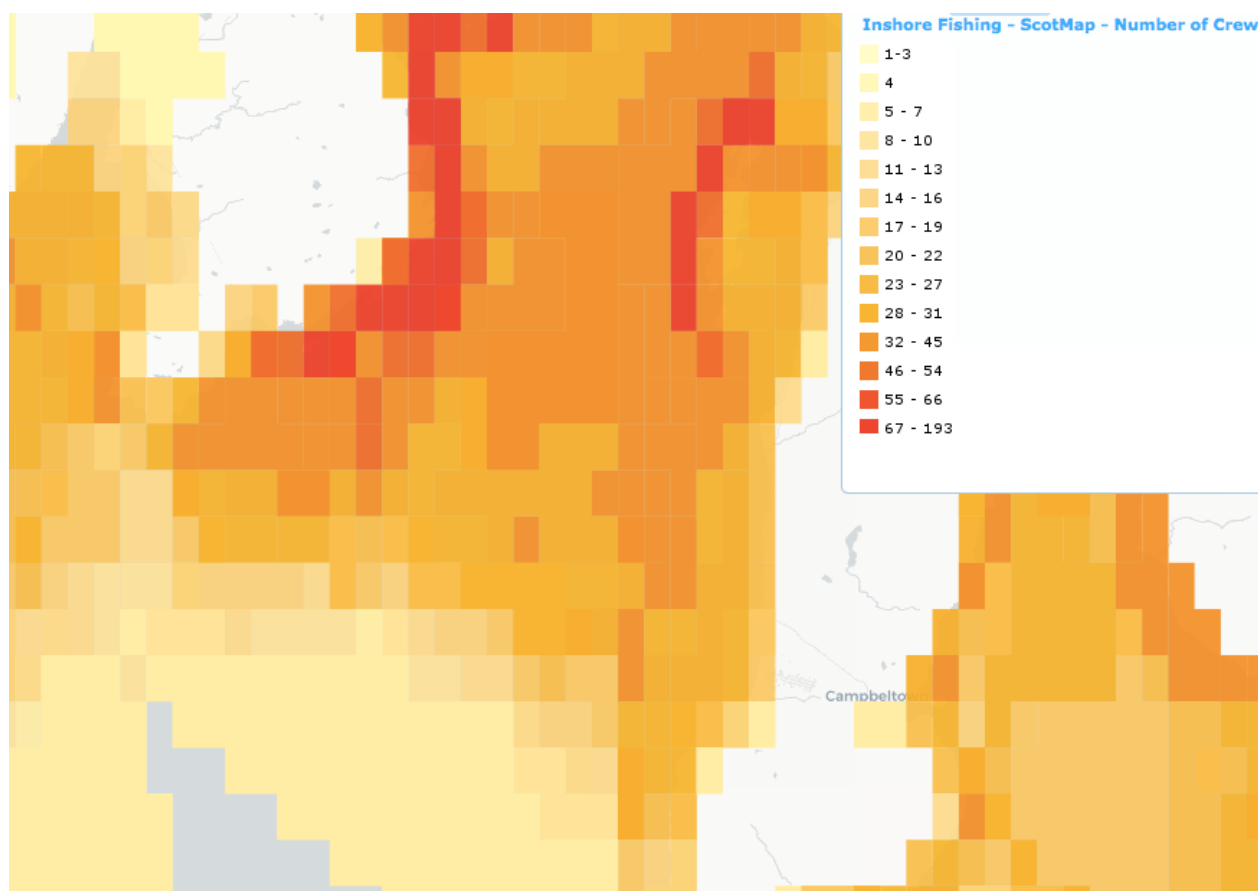 Inshore Fishing - ScotMap - Number of Crew
1-3
4
5 - 7
8 - 10
11 - 13
14 - 16
17 - 19
20 - 22
23 - 27
28 - 31
32 - 45
46 - 54
55 - 66
67 - 193
Campbeltown